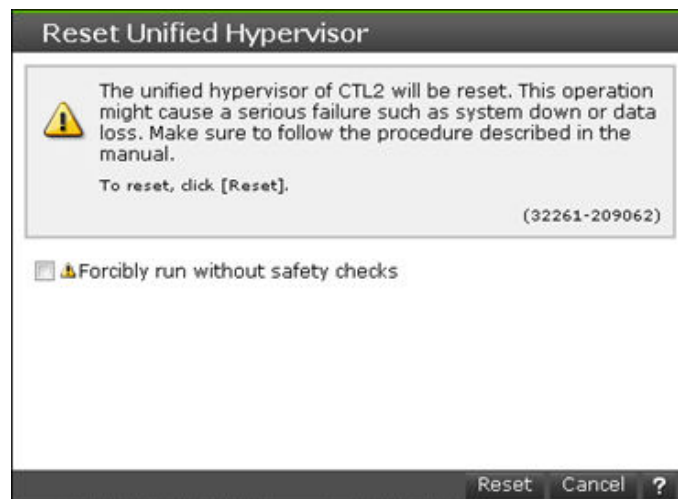 Reset Unified Hypervisor
The unified hypervisor of CTL2 will be reset. This operation
might cause a serious failure such as system down or data
loss. Make sure to follow the procedure described in the
manual.
To reset, click [Reset].
(32261-209062)
Forcibly run without safety checks
Reset Cancel ?